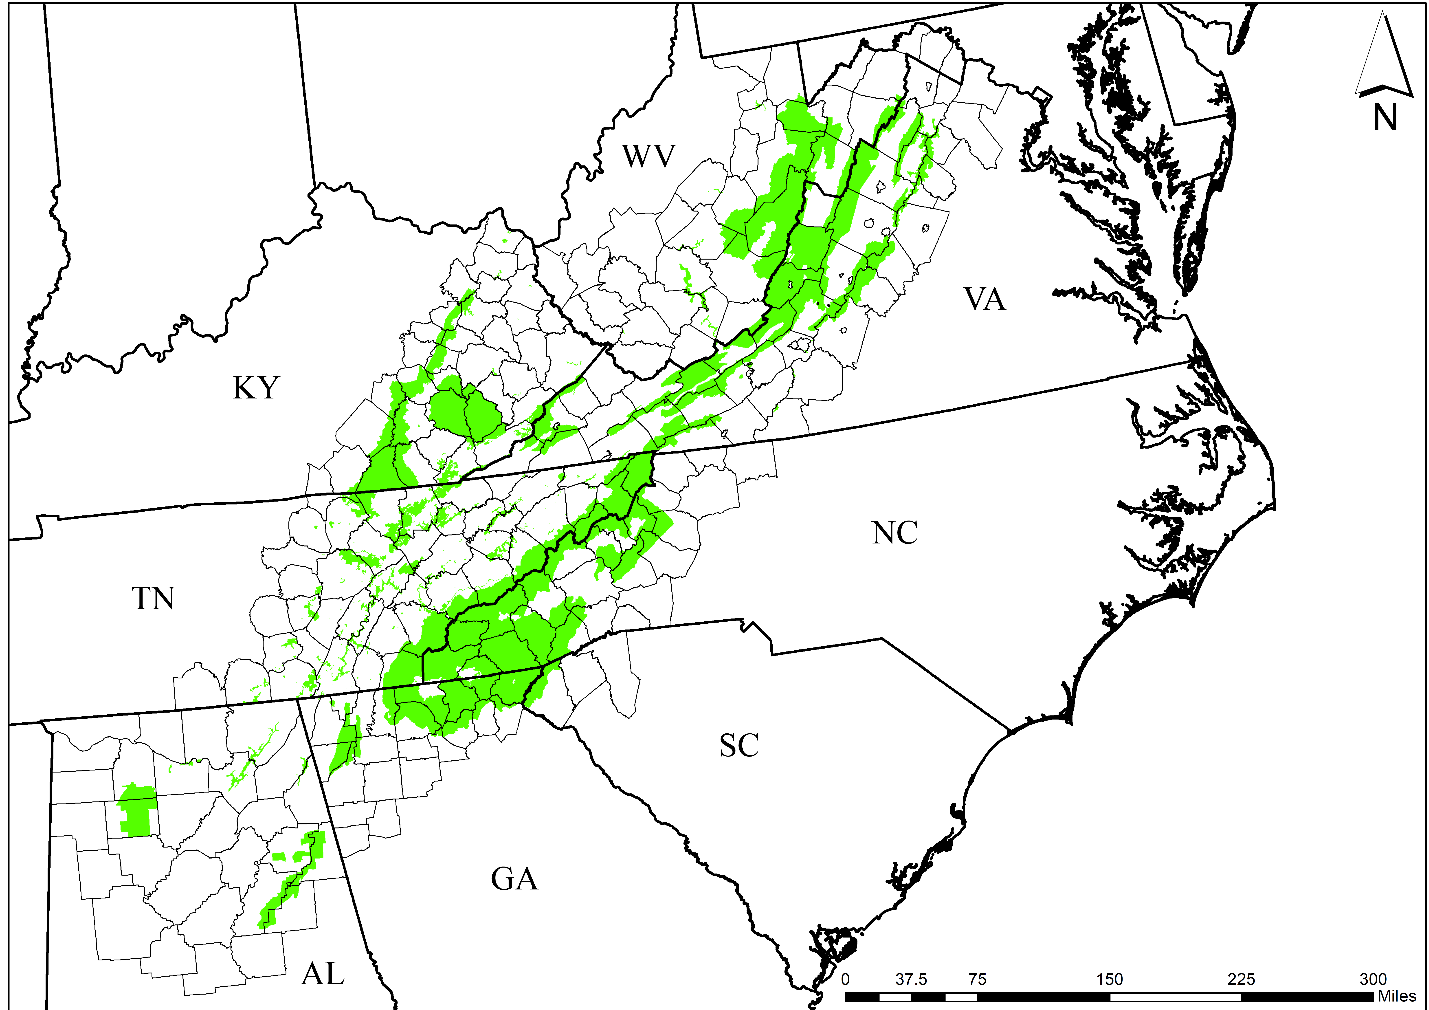 N
WV
VA
KY
NC
TN
SC
GA
AL
0 37.5 75 150 225 300
Miles